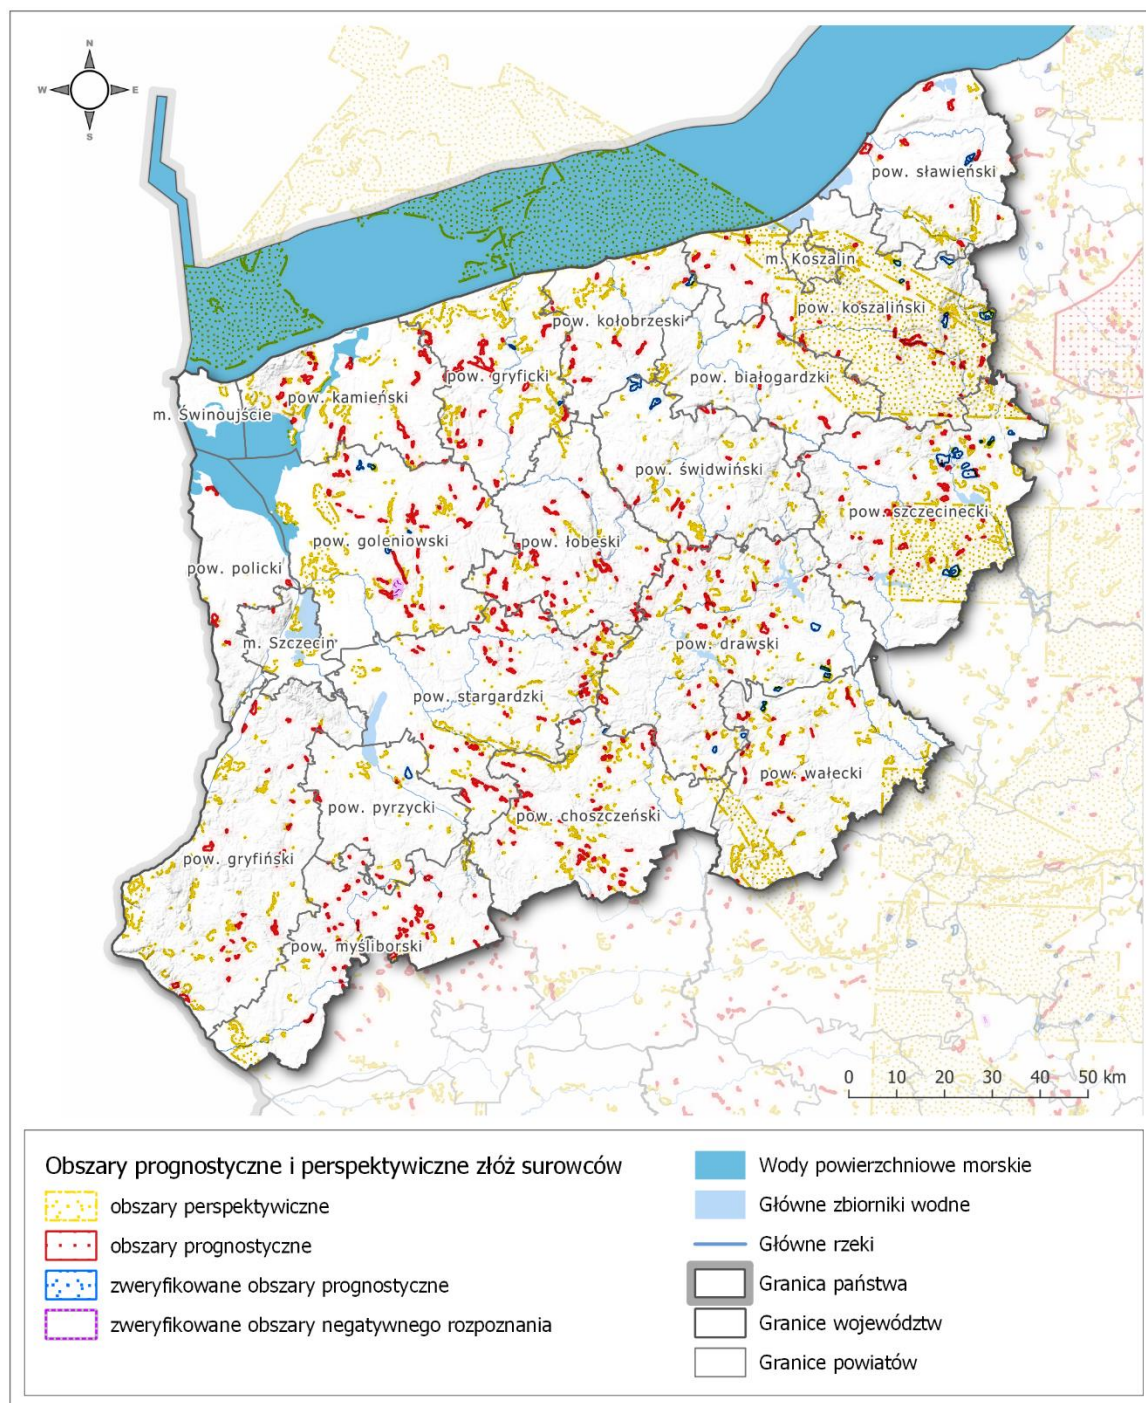 N
W E
S
pow. sławieński
m. Koszalin
pow. koszaliński
pow. kołobrzeski
pow. gryficki
pow. białogardzki
pow. kamieński
m. Świnoujście
pow. świdwiński
pow. szczecinecki
pow. goleniowski
pow. łobeski
pow. policki
m. Szczecin
pow. drawski
pow. stargardzki
pow. wałecki
pow. pyrzycki
pow. choszczeński
pow. gryfiński
pow. myśliborski
0 10 20 30 40 50 km
Obszary prognostyczne i perspektywiczne złóż surowców
obszary perspektywiczne
obszary prognostyczne
zweryfikowane obszary prognostyczne
zweryfikowane obszary negatywnego rozpoznania
Wody powierzchniowe morskie
Główne zbiorniki wodne
Główne rzeki
Granica państwa
Granice województw
Granice powiatów